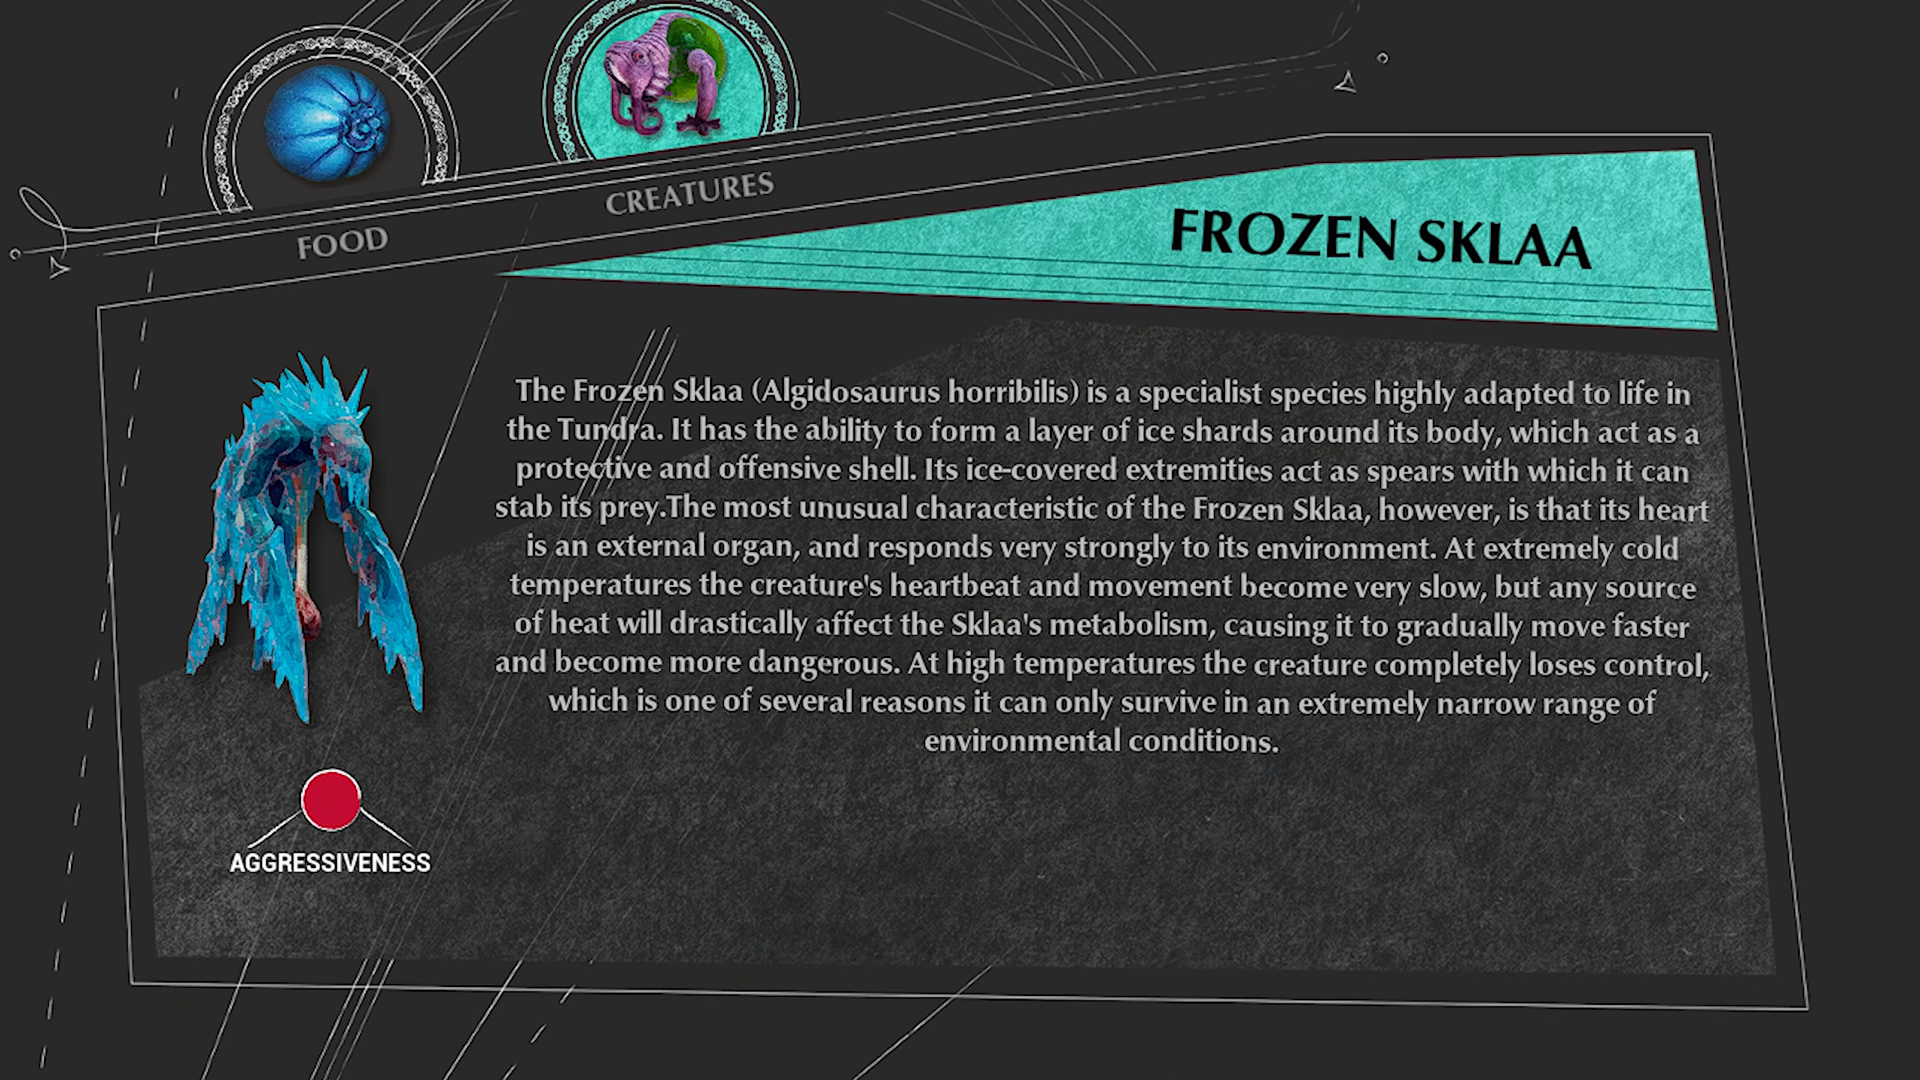 FOOD
CREATURES
FROZEN SKLAA
The Frozen Sklaa (Algidosaurus horribilis) is a specialist species highly adapted to life in
the Tundra. It has the ability to form a layer of ice shards around its body, which act as a
protective and offensive shell. Its ice-covered extremities act as spears with which it can
stab its prey.The most unusual characteristic of the Frozen Sklaa, however, is that its heart
is an external organ, and responds very strongly to its environment. At extremely cold
temperatures the creature's heartbeat and movement become very slow, but any source
of heat will drastically affect the Sklaa's metabolism, causing it to gradually move faster
and become more dangerous. At high temperatures the creature completely loses control,
which is one of several reasons it can only survive in an extremely narrow range of
environmental conditions.
AGGRESSIVENESS